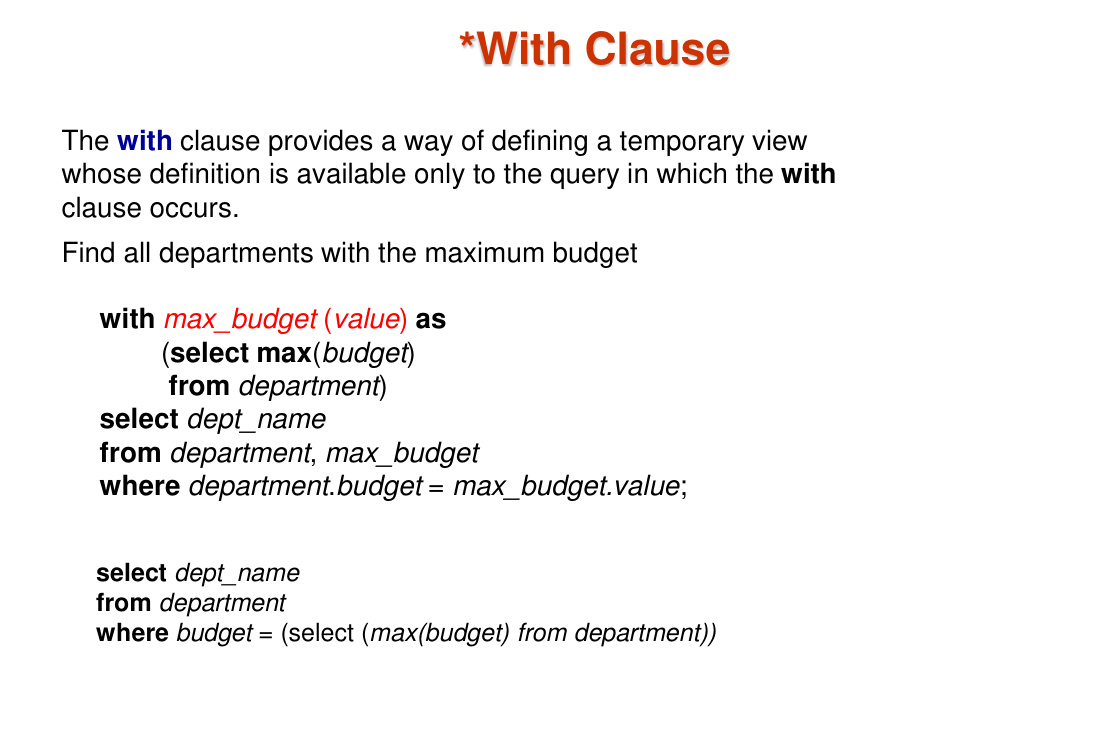 *With Clause
The with clause provides a way of defining a temporary view
whose definition is available only to the query in which the with
clause occurs.
Find all departments with the maximum budget
with max_budget (value) as
(select max(budget)
from department)
select dept_name
from department, max_budget
where department.budget = max_budget.value;
select dept_name
from department
where budget = (select (max(budget) from department))